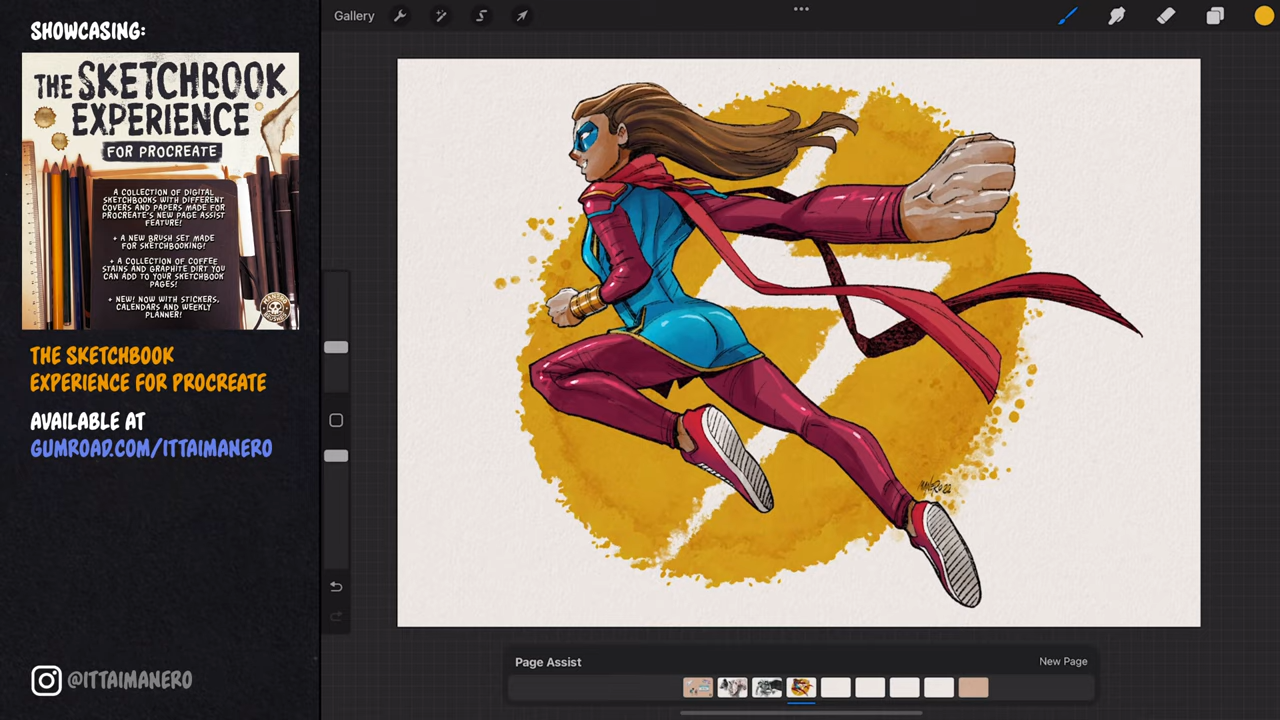 SHOWCASING:
THE SKETCHBOOK
EXPERIENCE
FOR PROCREATE
A COLLECTION OF DIGITAL
SKETCHBOOKS WITH DIFFERENT
COVERS AND PAPERS MADE FOR
PROCREATE'S NEW PAGE ASSIST
FEATURE!
+ A NEW BRUSH SET MADE
FOR SKETCHBOOKING!
+ A COLLECTION OF COFFEE
STAINS AND GRAPHITE DIRT YOU
CAN ADD TO YOUR SKETCHBOOK
PAGES!
+ NEW! NOW WITH STICKERS,
CALENDARS AND WEEKLY
PLANNER!
THE SKETCHBOOK
EXPERIENCE FOR PROCREATE
AVAILABLE AT
GUMROAD.COM/ITTAIMANERO
@ITTAIMANERO
Gallery
Page Assist
New Page